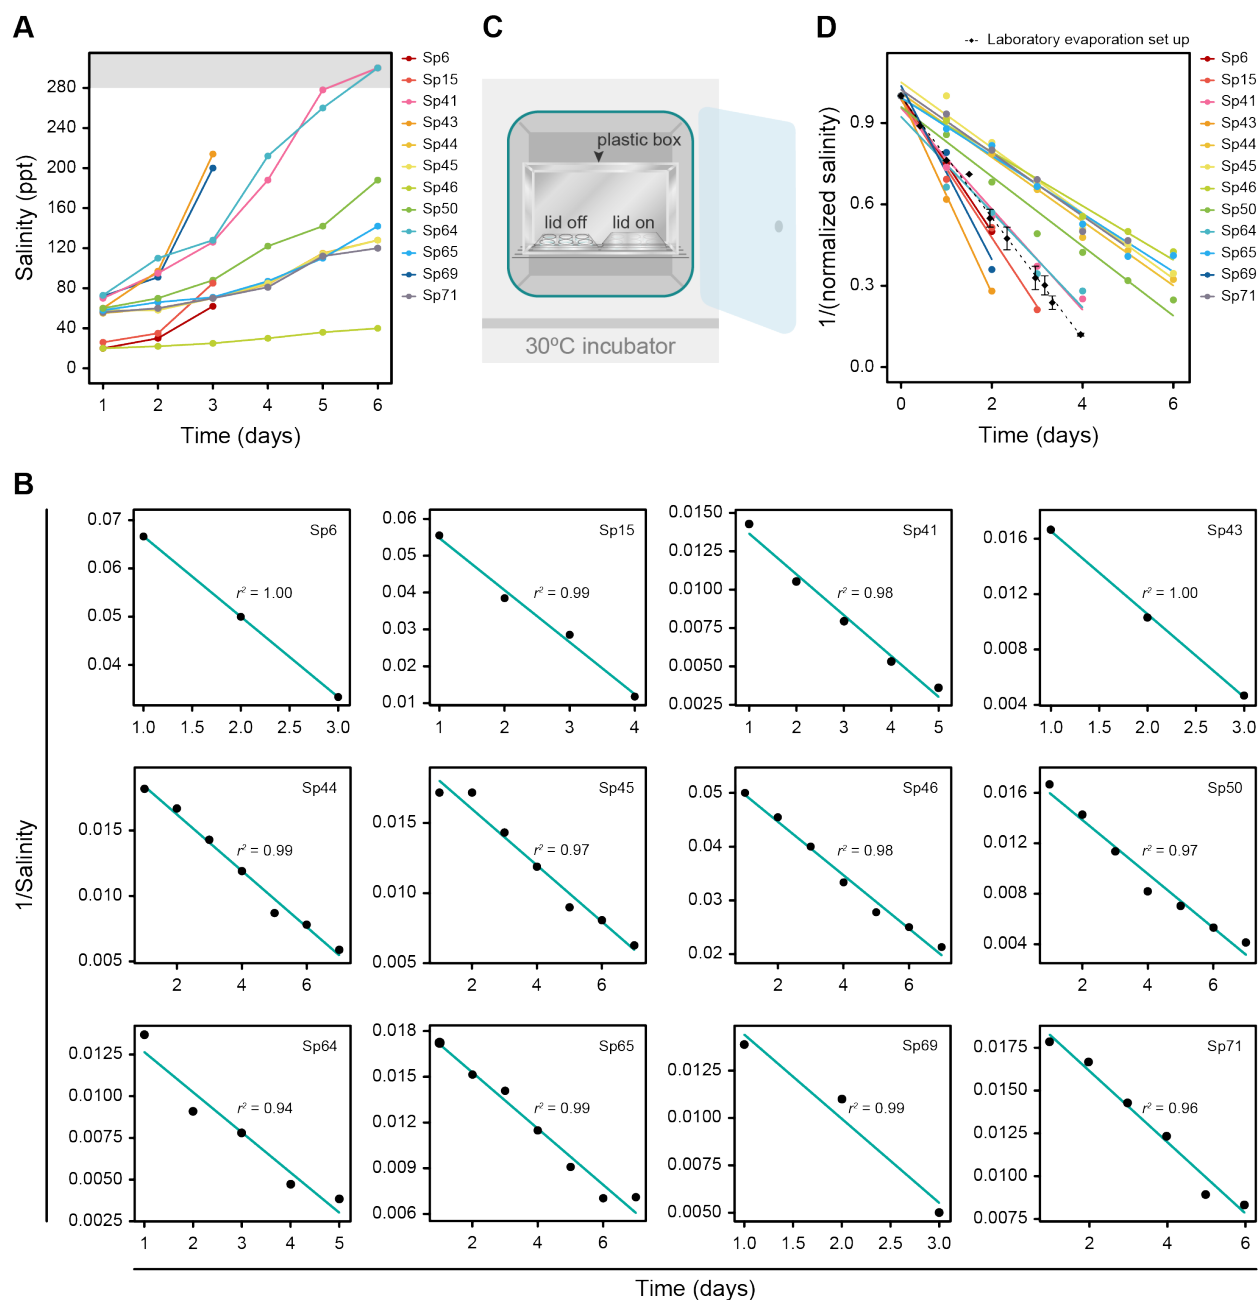 A
Salinity (ppt)
280
240
200
160
120
80
40
0
1 2 3 4 5 6
Time (days)
Sp6
Sp15
Sp41
Sp43
Sp44
Sp45
Sp46
Sp50
Sp64
Sp65
Sp69
Sp71
C
plastic box
lid off lid on
30ºC incubator
D
Laboratory evaporation set up
1/(normalized salinity)
0.9
0.6
0.3
0.0
0 2 4 6
Time (days)
Sp6
Sp15
Sp41
Sp43
Sp44
Sp45
Sp46
Sp50
Sp64
Sp65
Sp69
Sp71
B
1/Salinity
Sp6
r² = 1.00
0.07
0.06
0.05
0.04
1.0 1.5 2.0 2.5 3.0
Sp15
r² = 0.99
0.06
0.05
0.04
0.03
0.02
0.01
1 2 3 4
Sp41
r² = 0.98
0.0150
0.0125
0.0100
0.0075
0.0050
0.0025
1 2 3 4 5
Sp43
r² = 1.00
0.016
0.012
0.008
0.004
1.0 1.5 2.0 2.5 3.0
Sp44
r² = 0.99
0.015
0.010
0.005
2 4 6
Sp45
r² = 0.97
0.015
0.010
0.005
2 4 6
Sp46
r² = 0.98
0.05
0.04
0.03
0.02
2 4 6
Sp50
r² = 0.97
0.016
0.012
0.008
0.004
2 4 6
Sp64
r² = 0.94
0.0125
0.0100
0.0075
0.0050
0.0025
1 2 3 4 5
Sp65
r² = 0.99
0.018
0.015
0.012
0.009
0.006
2 4 6
Sp69
r² = 0.99
0.0125
0.0100
0.0075
0.0050
1.0 1.5 2.0 2.5 3.0
Sp71
r² = 0.96
0.0175
0.0150
0.0125
0.0100
0.0075
2 4 6
Time (days)